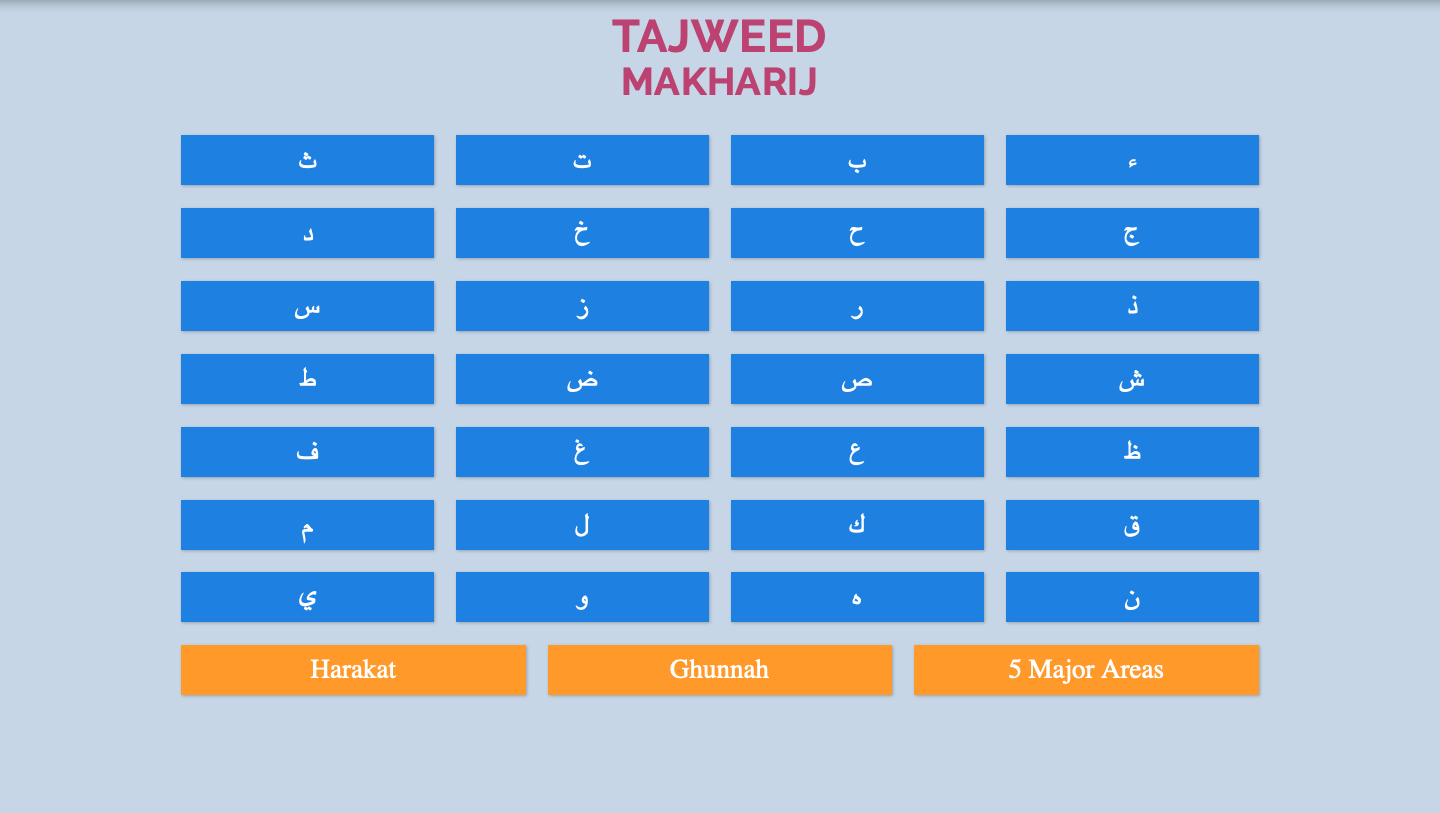 TAJWEED
MAKHARIJ
ء ب ت ث
ج ح خ د
ذ ر ز س
ش ص ض ط
ظ ع غ ف
ق ك ل م
ن ه و ي
Harakat Ghunnah 5 Major Areas